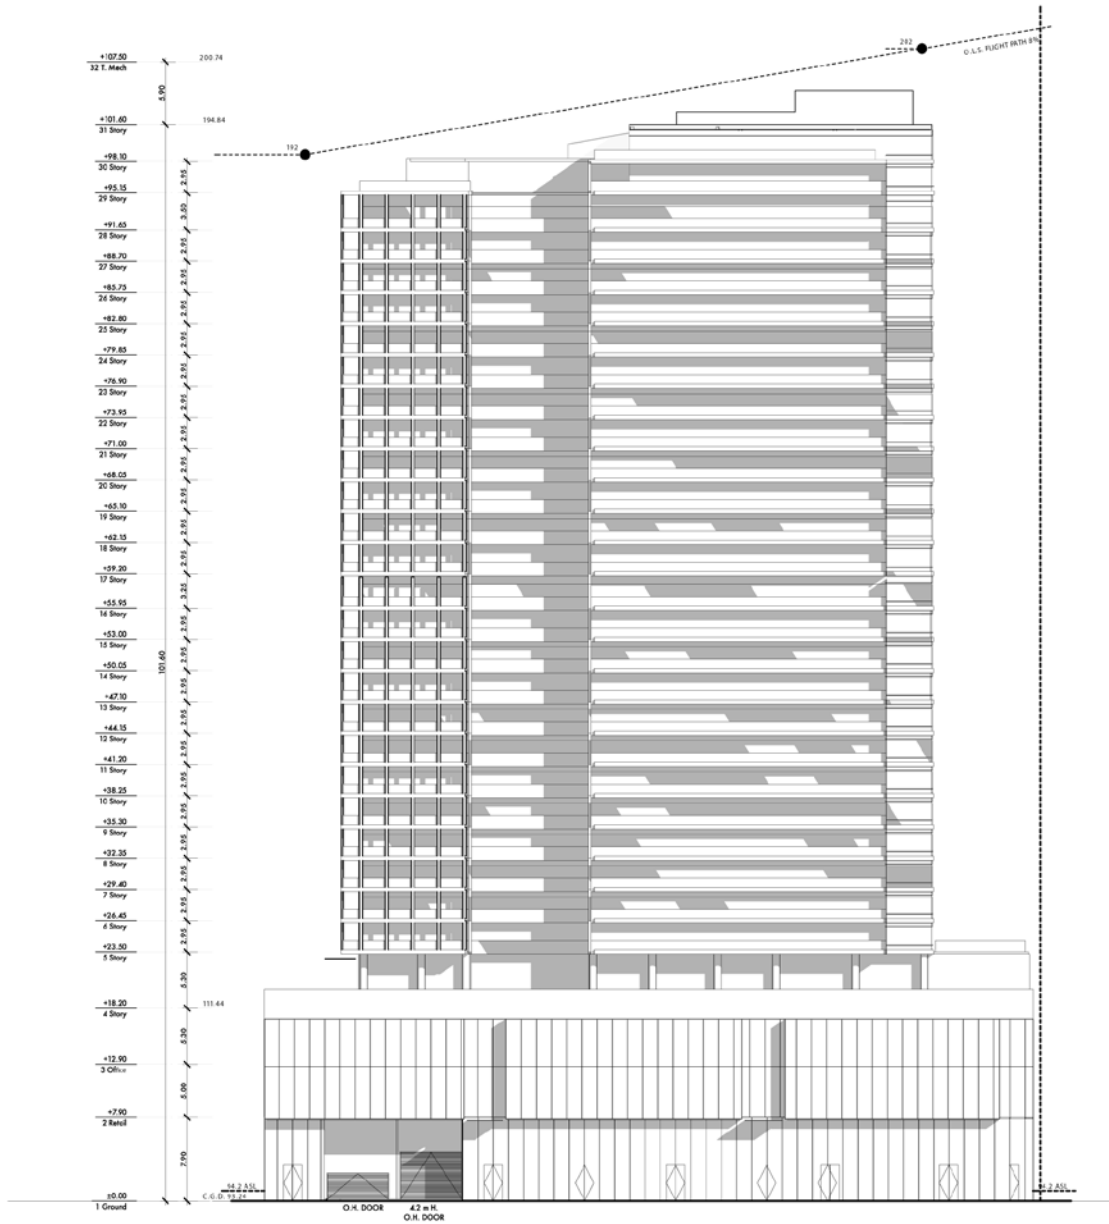 282
O.L.S. FLIGHT PATH 8%
+107.50
32 T. Mech
200.74
5.90
+101.60
31 Story
194.84
192
+98.10
30 Story
2.95
+95.15
29 Story
3.50
+91.65
28 Story
2.95
+88.70
27 Story
2.95
+85.75
26 Story
2.95
+82.80
25 Story
2.95
+79.85
24 Story
2.95
+76.90
23 Story
2.95
+73.95
22 Story
2.95
+71.00
21 Story
2.95
+68.05
20 Story
2.95
+65.10
19 Story
2.95
+62.15
18 Story
2.95
+59.20
17 Story
3.25
+55.95
16 Story
2.95
+53.00
15 Story
2.95
101.60
+50.05
14 Story
2.95
+47.10
13 Story
2.95
+44.15
12 Story
2.95
+41.20
11 Story
2.95
+38.25
10 Story
2.95
+35.30
9 Story
2.95
+32.35
8 Story
2.95
+29.40
7 Story
2.95
+26.45
6 Story
2.95
+23.50
5 Story
5.30
+18.20
4 Story
111.44
5.30
+12.90
3 Office
5.00
+7.90
2 Retail
7.90
94.2 ASL
±0.00
1 Ground
C.G.D. 93.24
O.H. DOOR
4.2 m H.
O.H. DOOR